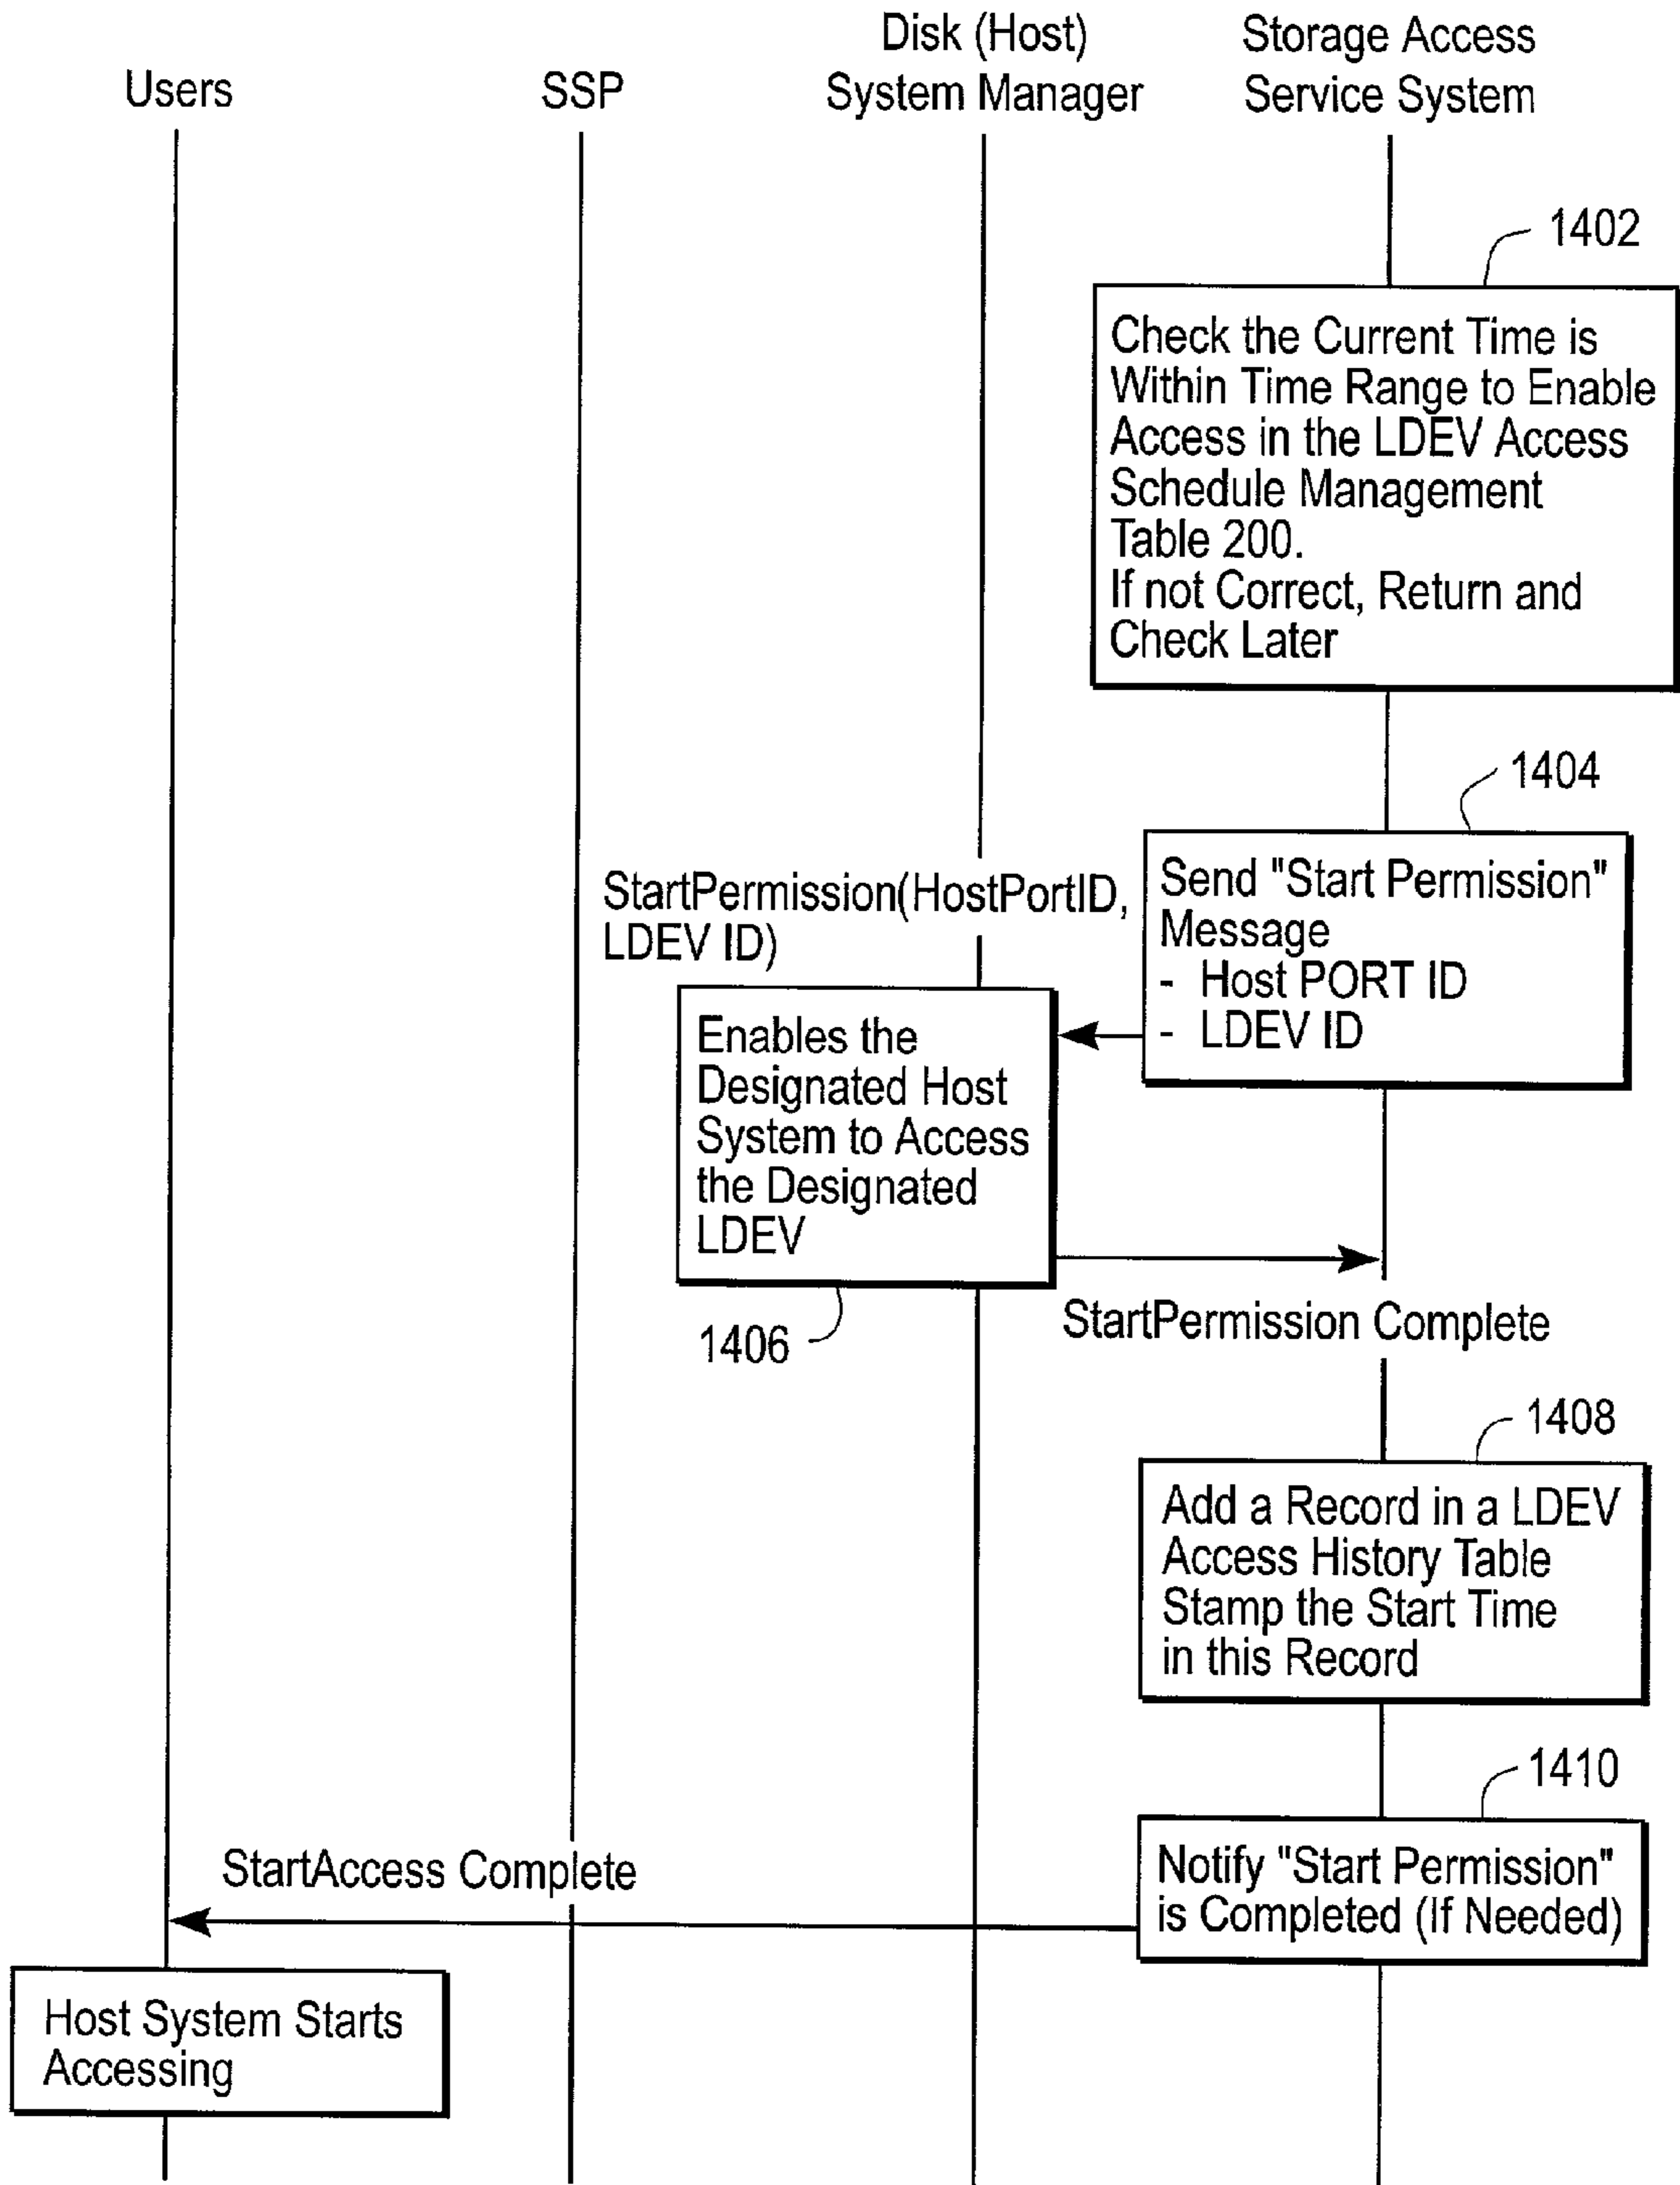 Users
SSP
Disk (Host)
System Manager
Storage Access
Service System
1402
Check the Current Time is
Within Time Range to Enable
Access in the LDEV Access
Schedule Management
Table 200.
If not Correct, Return and
Check Later
1404
Send "Start Permission"
Message
- Host PORT ID
- LDEV ID
StartPermission(HostPortID,
LDEV ID)
Enables the
Designated Host
System to Access
the Designated
LDEV
1406
StartPermission Complete
1408
Add a Record in a LDEV
Access History Table
Stamp the Start Time
in this Record
1410
Notify "Start Permission"
is Completed (If Needed)
StartAccess Complete
Host System Starts
Accessing